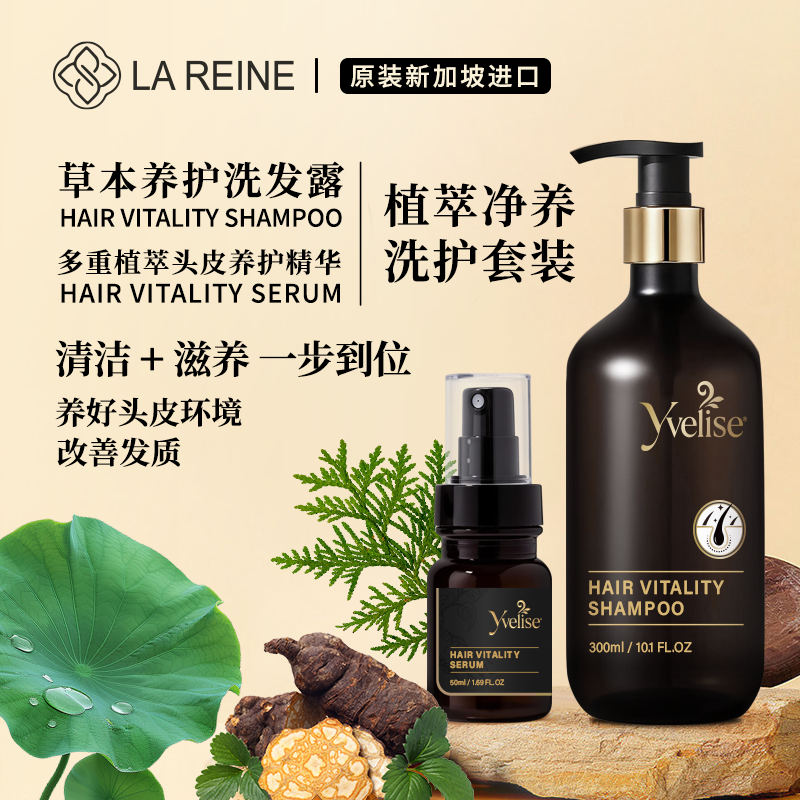 LA REINE
原装新加坡进口
草本养护洗发露
HAIR VITALITY SHAMPOO
多重植萃头皮养护精华
HAIR VITALITY SERUM
植萃净养
洗护套装
清洁 + 滋养 一步到位
养好头皮环境
改善发质
Yvelise®
HAIR VITALITY
SHAMPOO
300ml / 10.1 FL.OZ
Yvelise®
HAIR VITALITY
SERUM
50ml / 1.69 FL.OZ